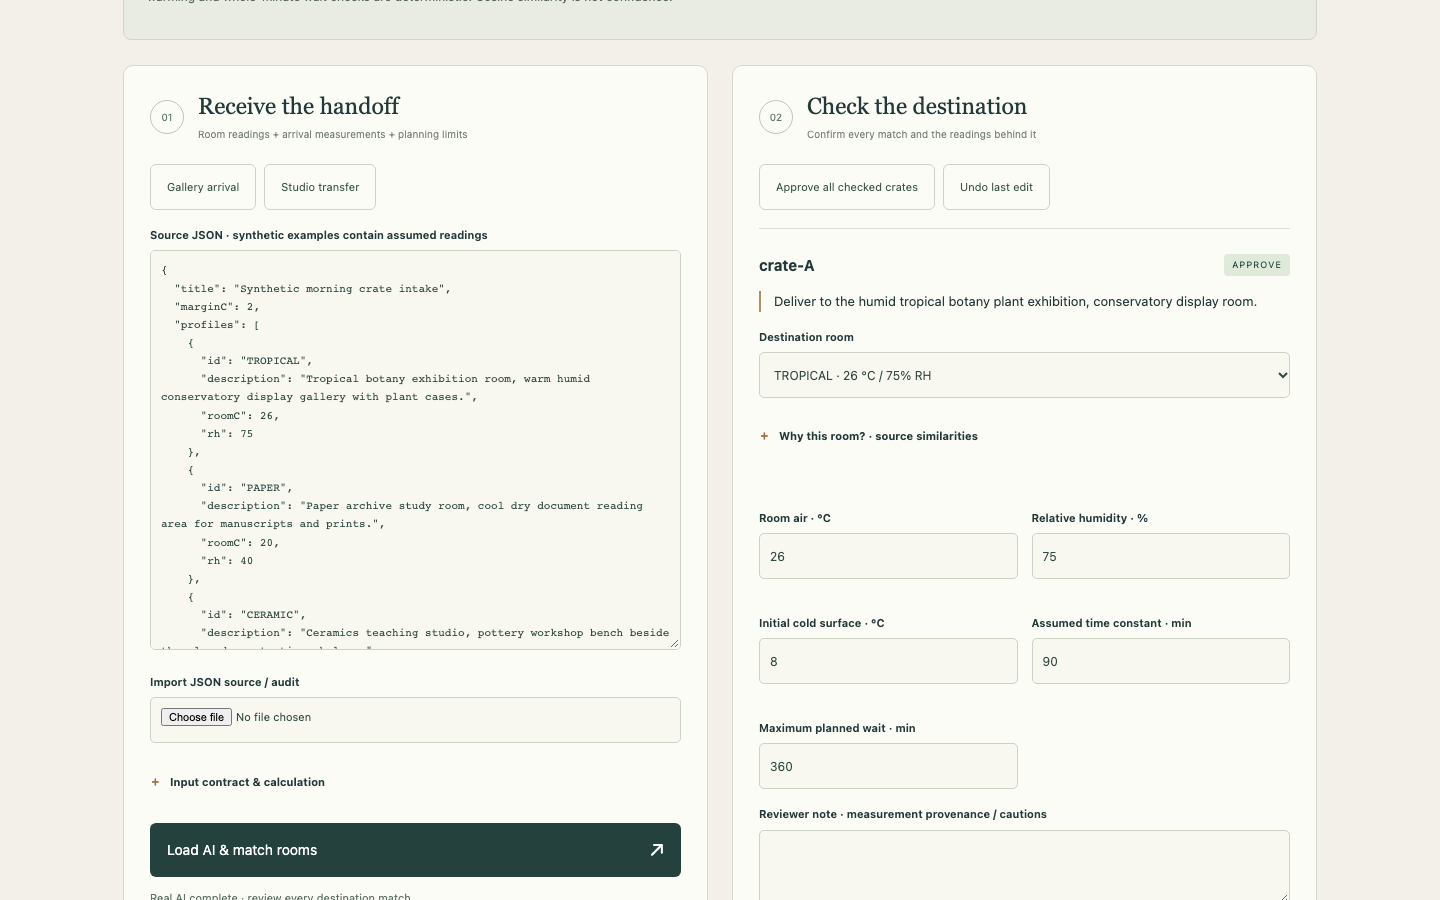 01
Receive the handoff
Room readings + arrival measurements + planning limits
Gallery arrival
Studio transfer
Source JSON · synthetic examples contain assumed readings
{
"title": "Synthetic morning crate intake",
"marginC": 2,
"profiles": [
{
"id": "TROPICAL",
"description": "Tropical botany exhibition room, warm humid
conservatory display gallery with plant cases.",
"roomC": 26,
"rh": 75
},
{
"id": "PAPER",
"description": "Paper archive study room, cool dry document reading
area for manuscripts and prints.",
"roomC": 20,
"rh": 40
},
{
"id": "CERAMIC",
"description": "Ceramics teaching studio, pottery workshop bench beside
Import JSON source / audit
Choose file No file chosen
+ Input contract & calculation
Load AI & match rooms
Real AI complete · review every destination match
02
Check the destination
Confirm every match and the readings behind it
Approve all checked crates
Undo last edit
crate-A
APPROVE
Deliver to the humid tropical botany plant exhibition, conservatory display room.
Destination room
TROPICAL · 26 °C / 75% RH
+ Why this room? · source similarities
Room air · °C
Relative humidity · %
26
75
Initial cold surface · °C
Assumed time constant · min
8
90
Maximum planned wait · min
360
Reviewer note · measurement provenance / cautions